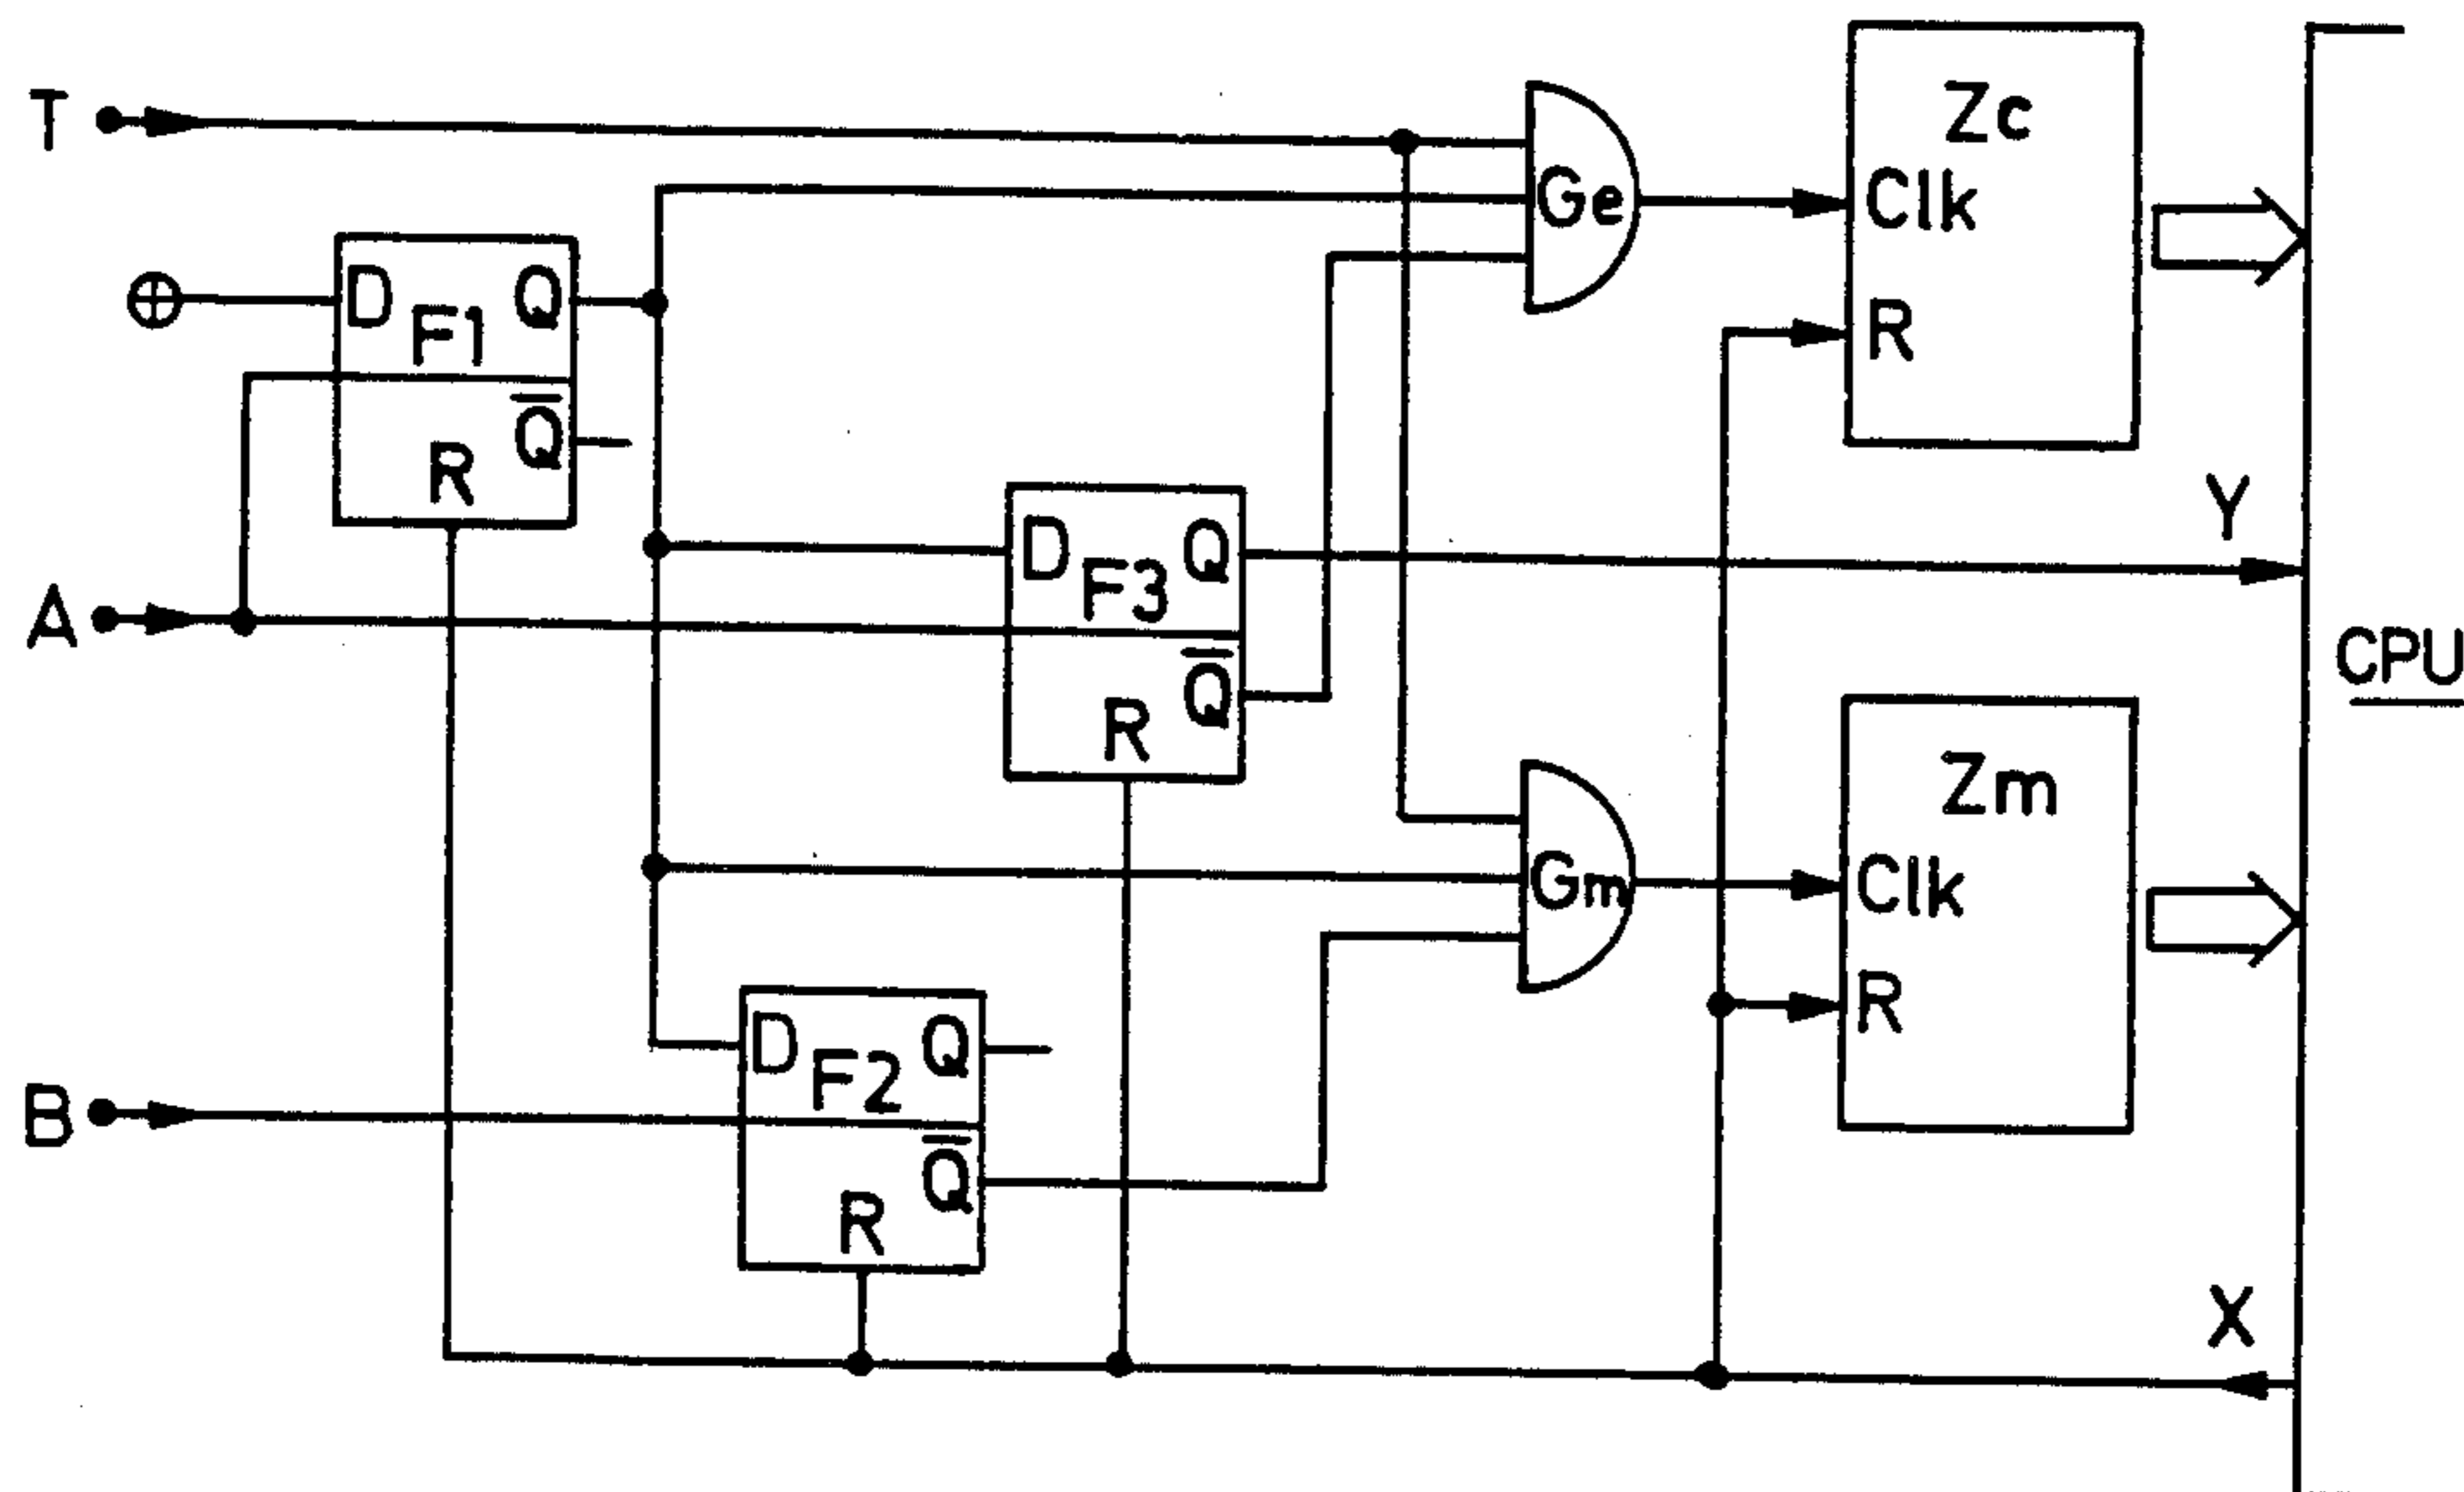 T
A
B
D
F1
Q
Q̅
R
D
F3
Q
Q̅
R
D
F2
Q
Q̅
R
Ge
Gm
Zc
Clk
R
Zm
Clk
R
Y
CPU
X